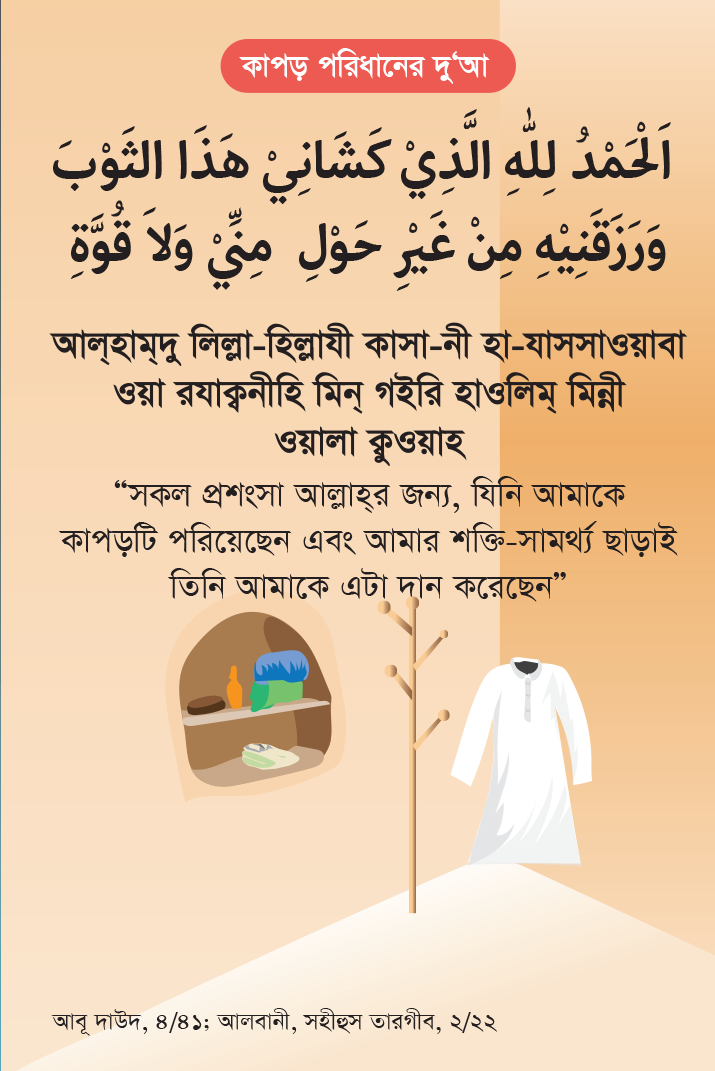 কাপড় পরিধানের দু‘আ
اَلْحَمْدُ لِلّٰهِ الَّذِيْ كَشَانِيْ هَذَا الثَوْبَ
وَرَزَقَنِيْهِ مِنْ غَيْرِ حَوْلِ مِنِّيْ وَلاَ قُوَّةِ
আল্‌হাম্‌দু লিল্লা-হিল্লাযী কাসা-নী হা-যাসসাওয়াবা
ওয়া রযাক্বনীহি মিন্ গইরি হাওলিম্ মিন্নী
ওয়ালা ক্বুওয়াহ
“সকল প্রশংসা আল্লাহ্‌র জন্য, যিনি আমাকে
কাপড়টি পরিয়েছেন এবং আমার শক্তি-সামর্থ্য ছাড়াই
তিনি আমাকে এটা দান করেছেন”
আবূ দাউদ, ৪/৪১; আলবানী, সহীহুস তারগীব, ২/২২